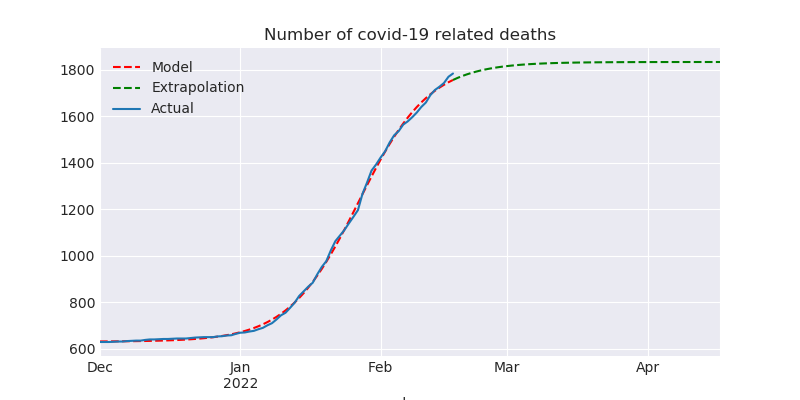 Number of covid-19 related deaths
Model
Extrapolation
Actual
1800
1600
1400
1200
1000
800
600
Dec
Jan
2022
Feb
Mar
Apr